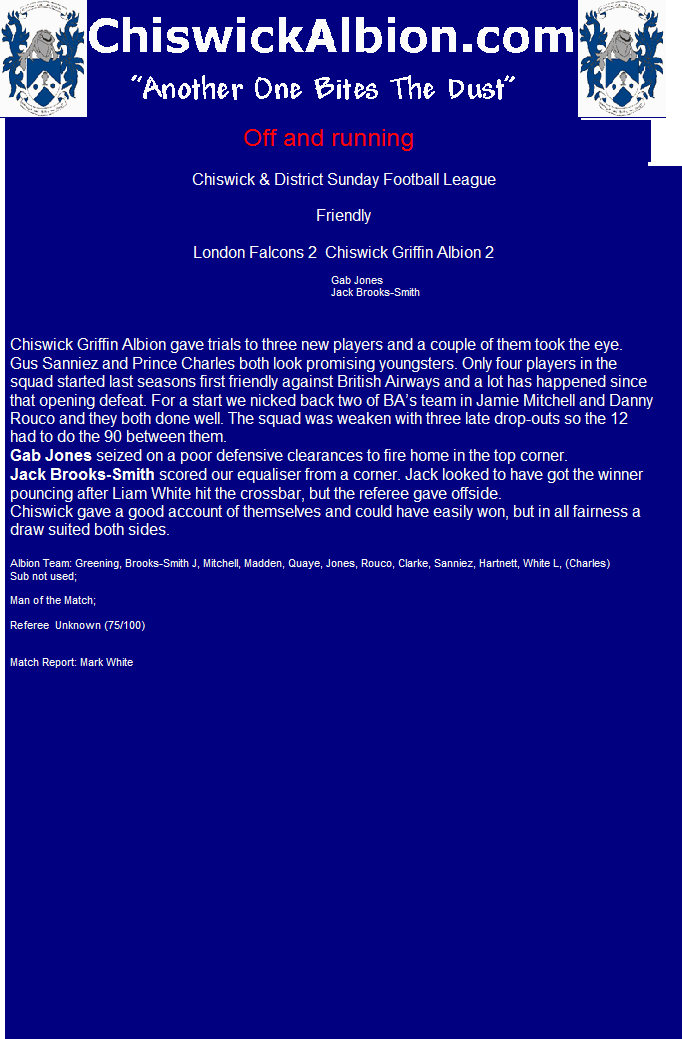 ChiswickAlbion.com
“Another One Bites The Dust”
Off and running
Chiswick & District Sunday Football League
Friendly
London Falcons 2  Chiswick Griffin Albion 2
Gab Jones
Jack Brooks-Smith
Chiswick Griffin Albion gave trials to three new players and a couple of them took the eye.
Gus Sanniez and Prince Charles both look promising youngsters. Only four players in the
squad started last seasons first friendly against British Airways and a lot has happened since
that opening defeat. For a start we nicked back two of BA’s team in Jamie Mitchell and Danny
Rouco and they both done well. The squad was weaken with three late drop-outs so the 12
had to do the 90 between them.
Gab Jones seized on a poor defensive clearances to fire home in the top corner.
Jack Brooks-Smith scored our equaliser from a corner. Jack looked to have got the winner
pouncing after Liam White hit the crossbar, but the referee gave offside.
Chiswick gave a good account of themselves and could have easily won, but in all fairness a
draw suited both sides.
Albion Team: Greening, Brooks-Smith J, Mitchell, Madden, Quaye, Jones, Rouco, Clarke, Sanniez, Hartnett, White L, (Charles)
Sub not used;
Man of the Match;
Referee  Unknown (75/100)
Match Report: Mark White